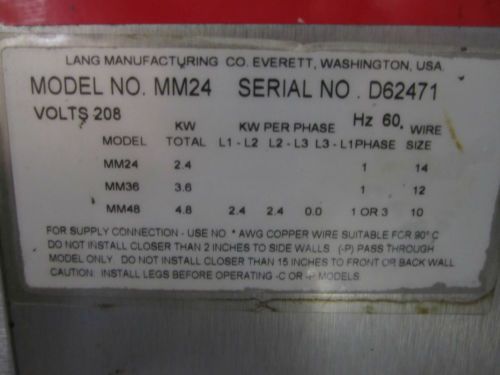 LANG MANUFACTURING CO. EVERETT, WASHINGTON, USA.
MODEL NO. MM24 SERIAL NO. D62471
VOLTS 208 Hz 60
KW KW PER PHASE WIRE
MODEL TOTAL L1 - L2 L2 - L3 L3 - L1 PHASE SIZE
MM24 2.4 1 14
MM36 3.6 1 12
MM48 4.8 2.4 2.4 0.0 1 OR 3 10
FOR SUPPLY CONNECTION - USE NO * AWG COPPER WIRE SUITABLE FOR 90° C
DO NOT INSTALL CLOSER THAN 2 INCHES TO SIDE WALLS (-P) PASS THROUGH
MODEL ONLY. DO NOT INSTALL CLOSER THAN 15 INCHES TO FRONT OR BACK WALL
CAUTION: INSTALL LEGS BEFORE OPERATING -C OR -P MODELS.